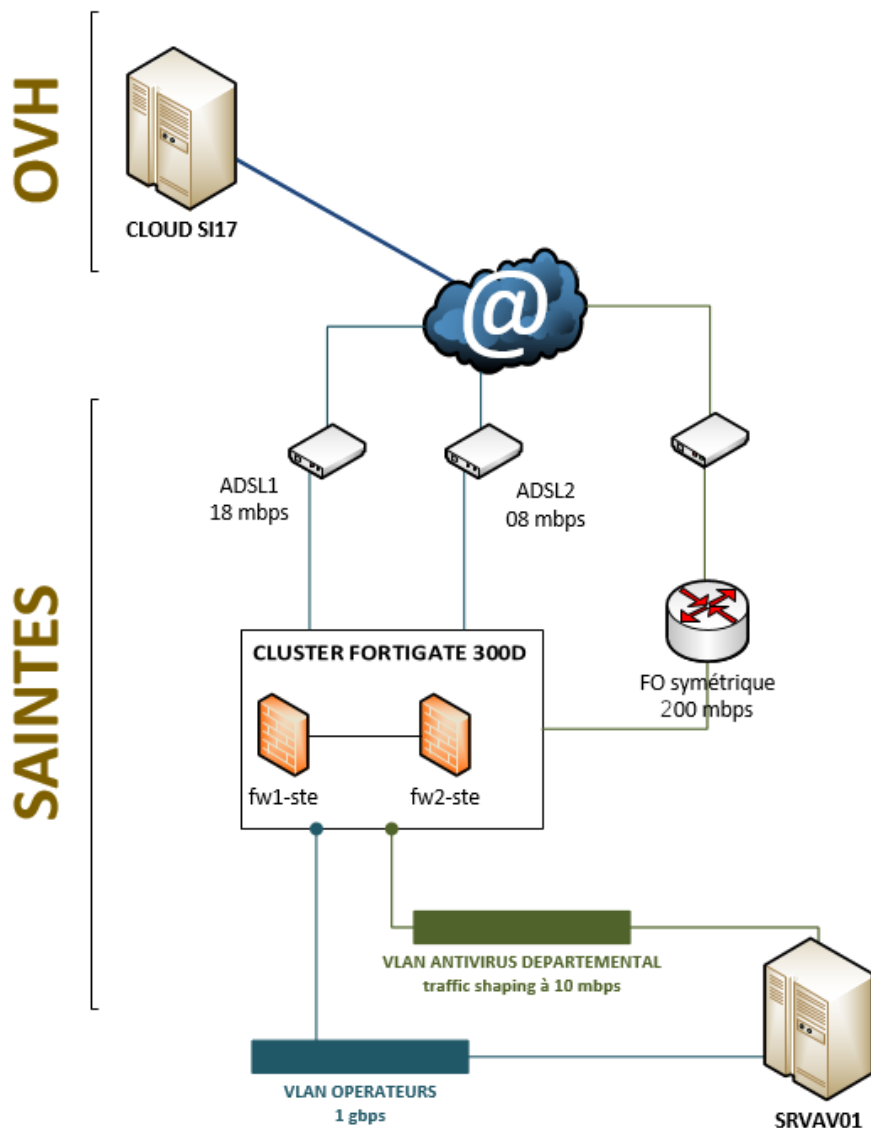 OVH
CLOUD SI17
@
SAINTES
ADSL1
18 mbps
ADSL2
08 mbps
FO symétrique
200 mbps
CLUSTER FORTIGATE 300D
fw1-ste
fw2-ste
VLAN ANTIVIRUS DEPARTEMENTAL
traffic shaping à 10 mbps
VLAN OPERATEURS
1 gbps
SRVAV01